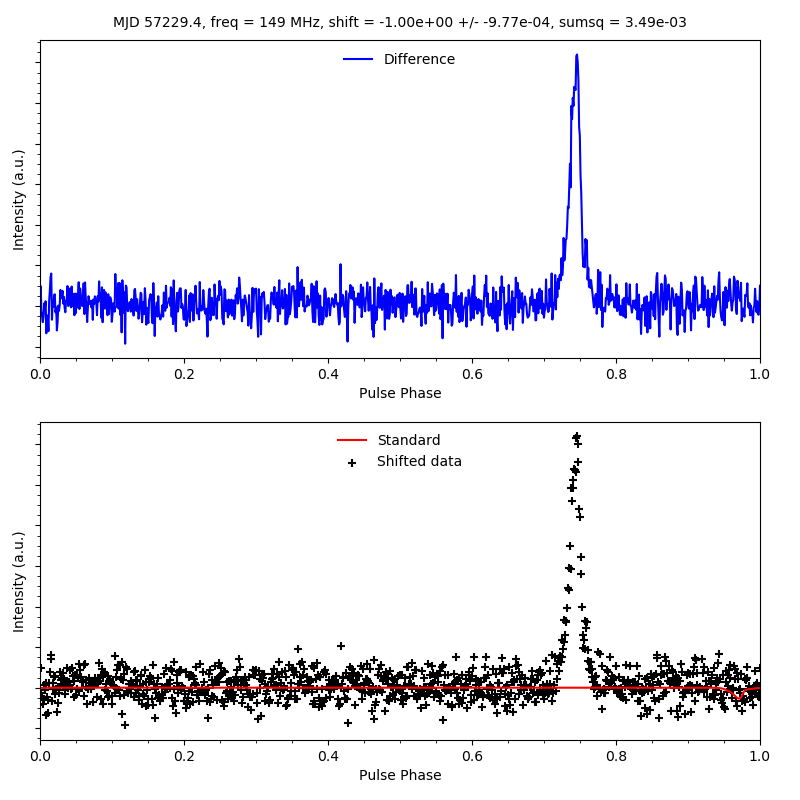 MJD 57229.4, freq = 149 MHz, shift = -1.00e+00 +/- -9.77e-04, sumsq = 3.49e-03
Difference
Intensity (a.u.)
0.0 0.2 0.4 0.6 0.8 1.0
Pulse Phase
Standard
Shifted data
Intensity (a.u.)
0.0 0.2 0.4 0.6 0.8 1.0
Pulse Phase